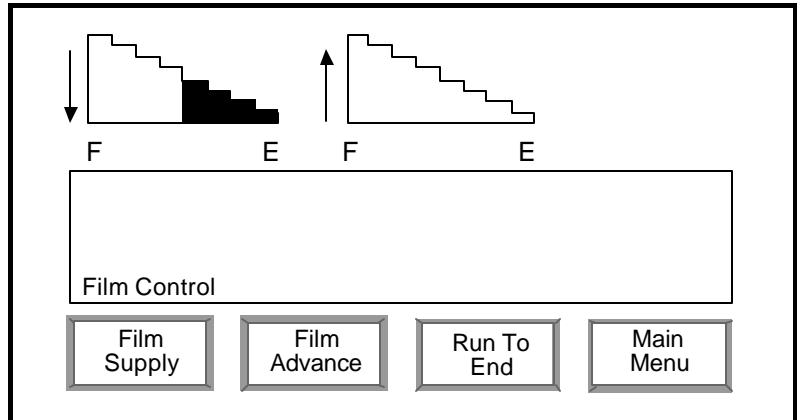 F E F E
Film Control
Film Supply
Film Advance
Run To End
Main Menu